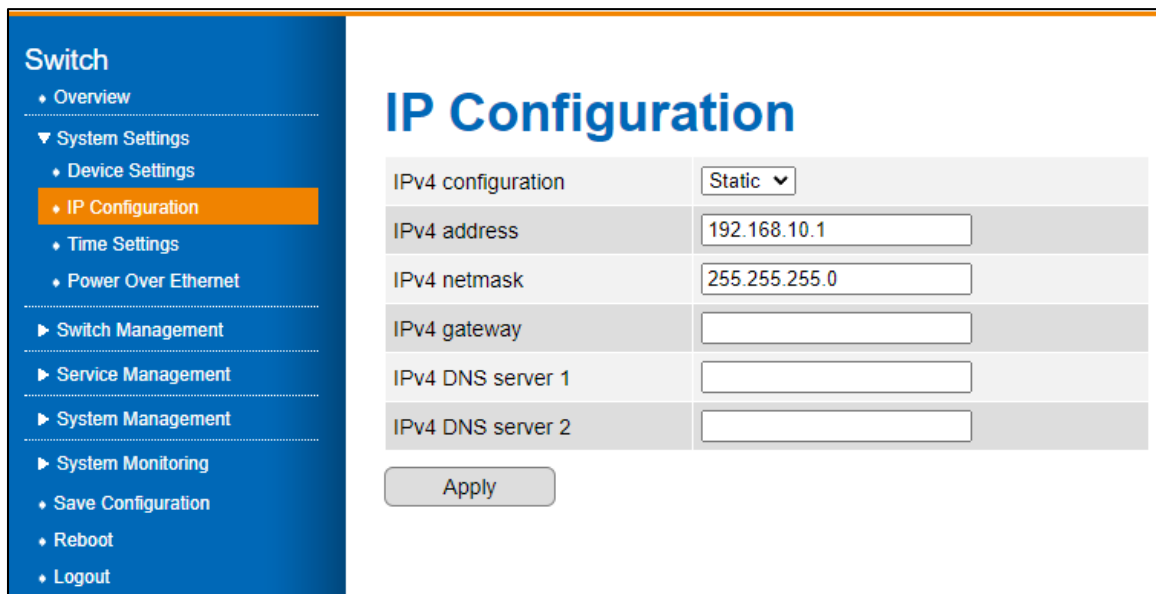 Switch
Overview
System Settings
Device Settings
IP Configuration
Time Settings
Power Over Ethernet
Switch Management
Service Management
System Management
System Monitoring
Save Configuration
Reboot
Logout
IP Configuration
IPv4 configuration Static
IPv4 address 192.168.10.1
IPv4 netmask 255.255.255.0
IPv4 gateway
IPv4 DNS server 1
IPv4 DNS server 2
Apply